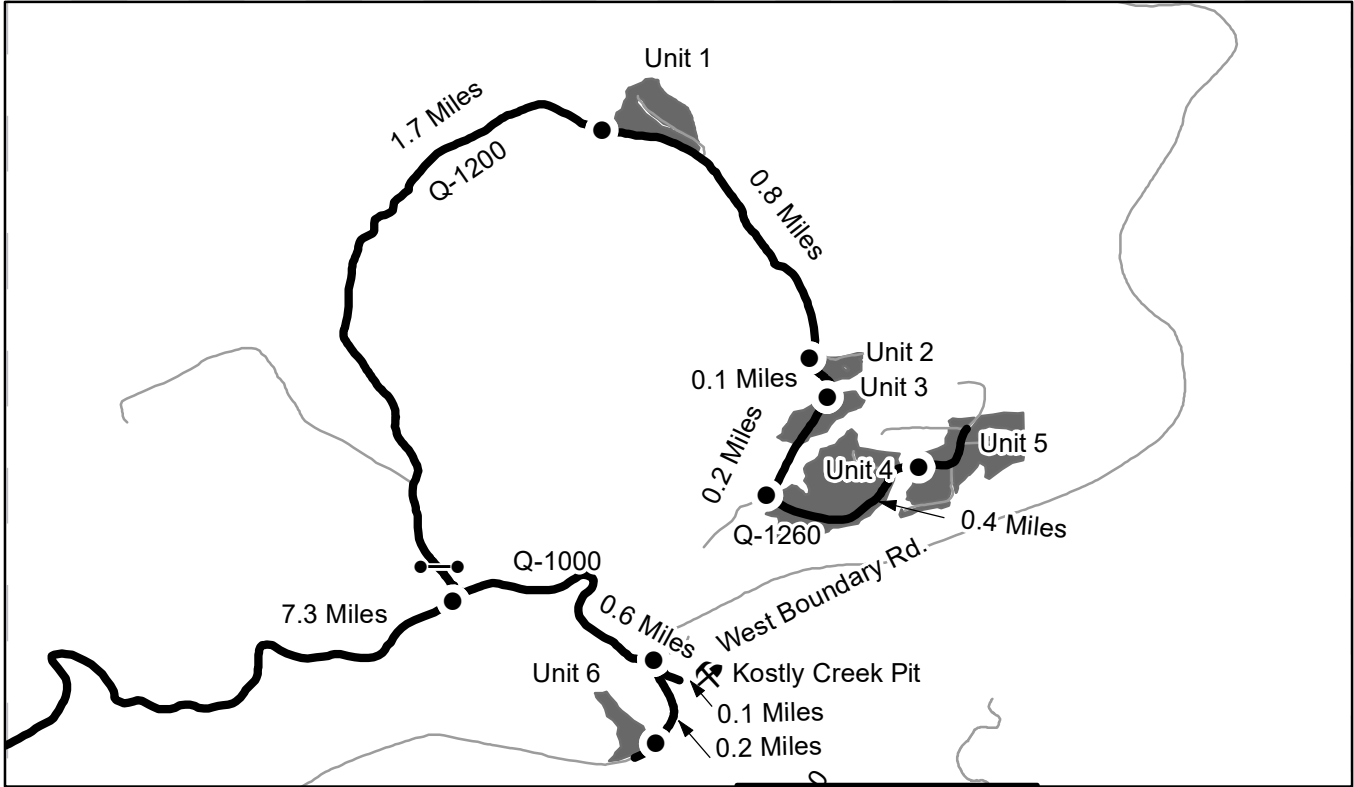 Unit 1
1.7 Miles
Q-1200
0.8 Miles
Unit 2
0.1 Miles
Unit 3
0.2 Miles
Unit 4
Unit 5
0.4 Miles
Q-1260
Q-1000
West Boundary Rd.
7.3 Miles
0.6 Miles
Unit 6
Kostly Creek Pit
0.1 Miles
0.2 Miles